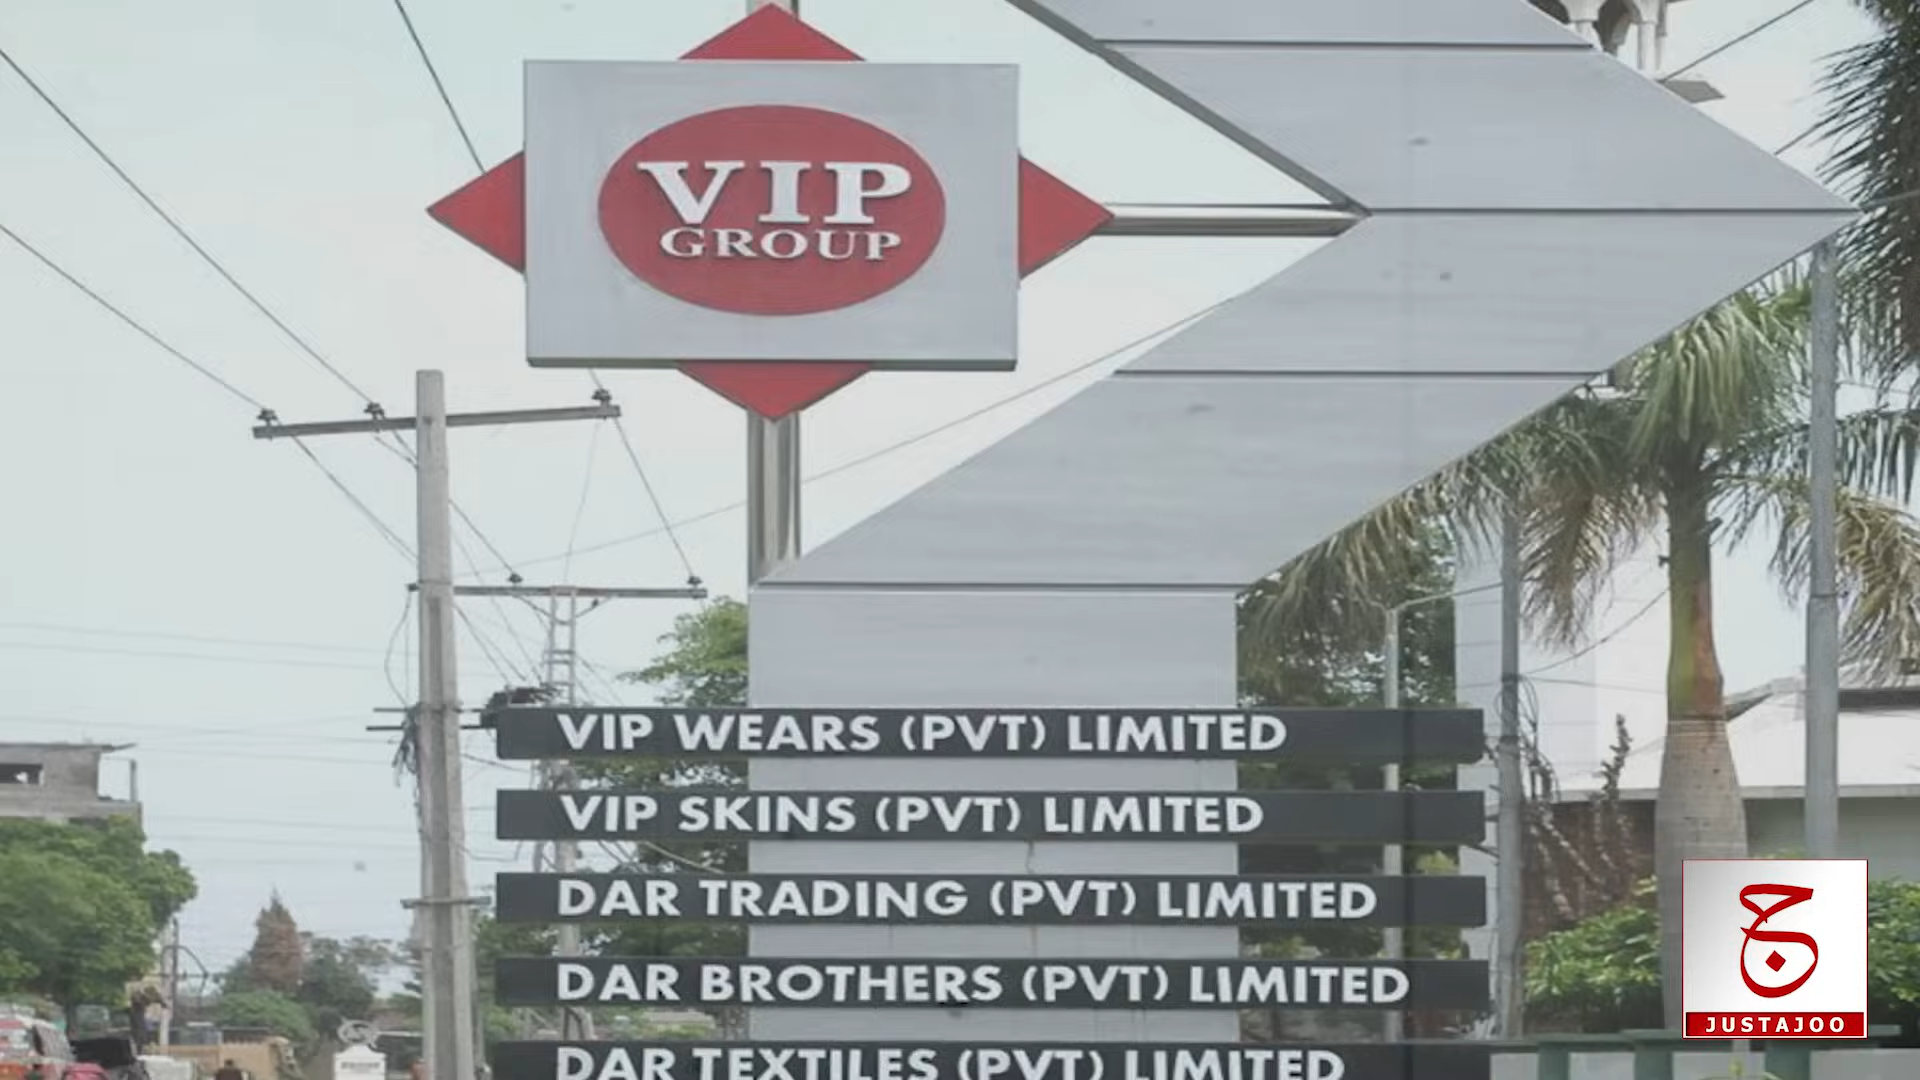 VIP
GROUP
VIP WEARS (PVT) LIMITED
VIP SKINS (PVT) LIMITED
DAR TRADING (PVT) LIMITED
DAR BROTHERS (PVT) LIMITED
DAR TEXTILES (PVT) LIMITED
ج
JUSTAJOO